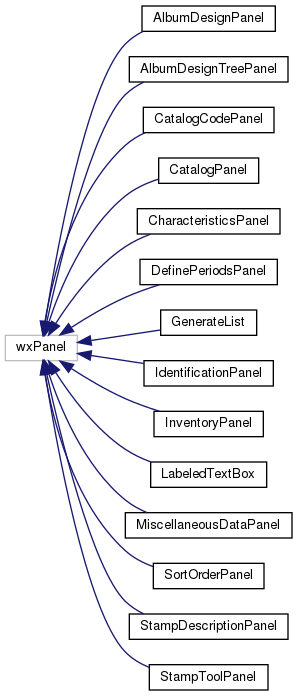 AlbumDesignPanel
AlbumDesignTreePanel
CatalogCodePanel
CatalogPanel
CharacteristicsPanel
DefinePeriodsPanel
GenerateList
wxPanel
IdentificationPanel
InventoryPanel
LabeledTextBox
MiscellaneousDataPanel
SortOrderPanel
StampDescriptionPanel
StampToolPanel